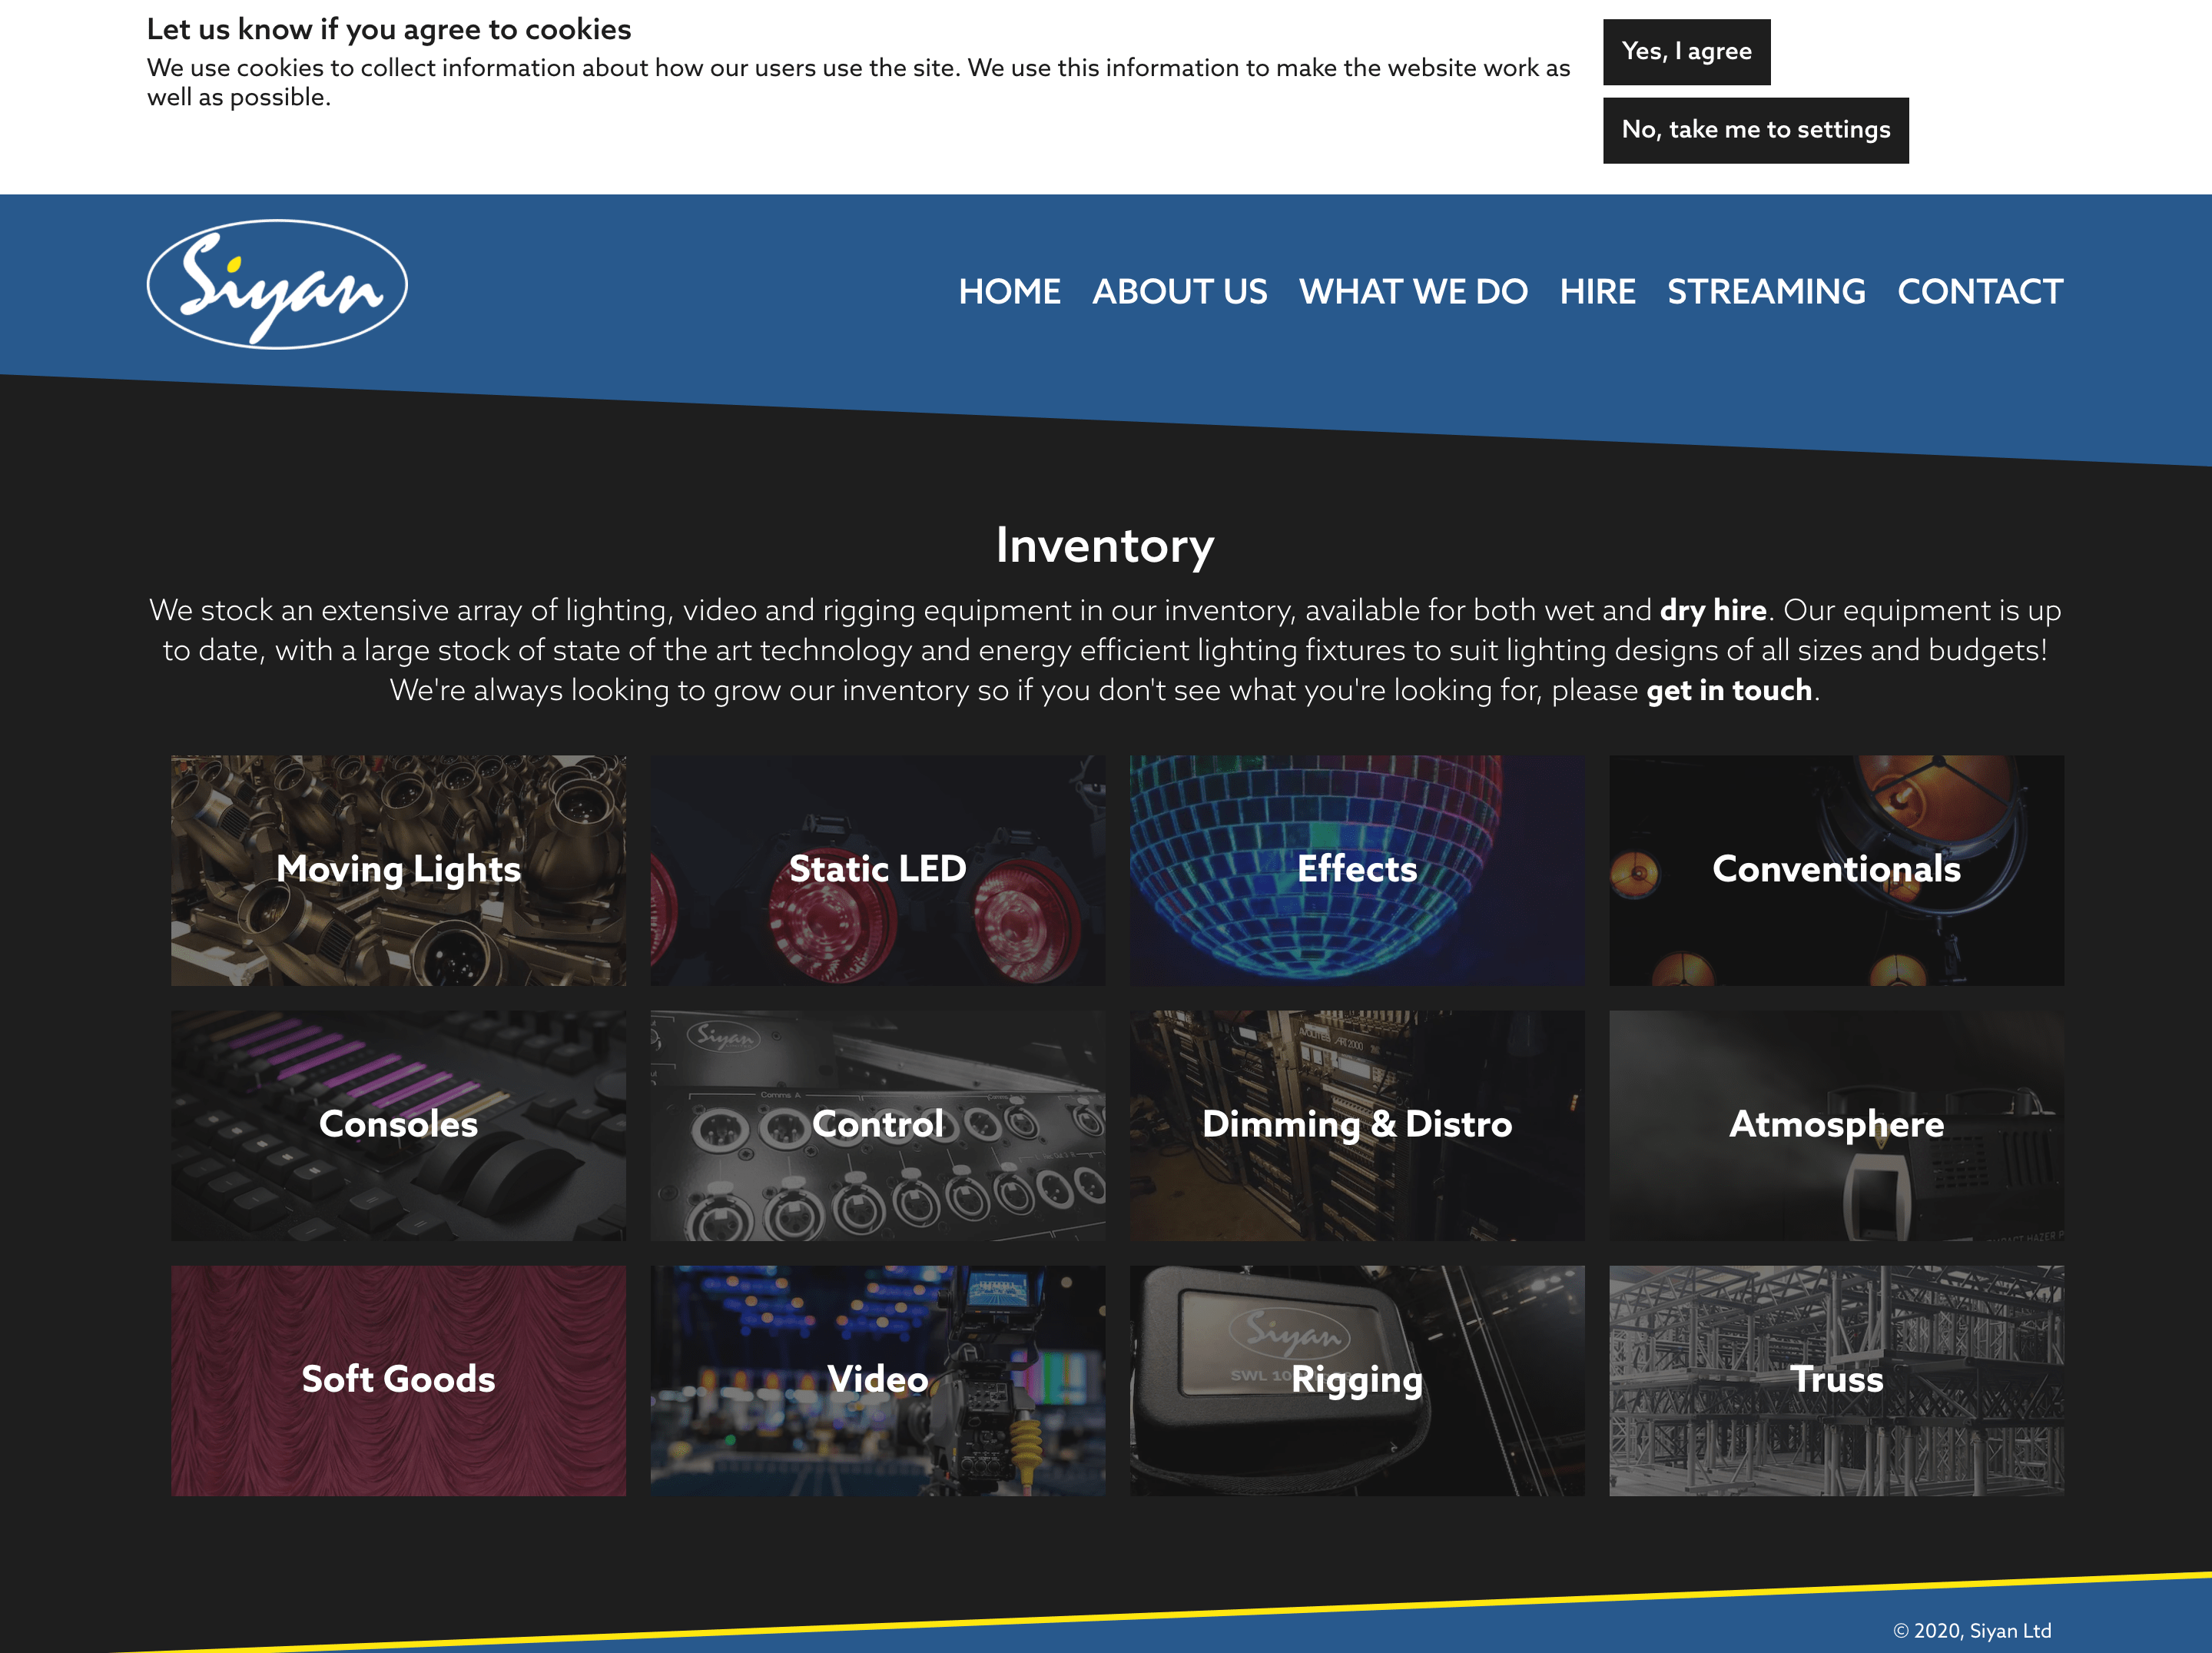 Let us know if you agree to cookies
We use cookies to collect information about how our users use the site. We use this information to make the website work as
well as possible.
Yes, I agree
No, take me to settings
Siyan
HOME ABOUT US WHAT WE DO HIRE STREAMING CONTACT
Inventory
We stock an extensive array of lighting, video and rigging equipment in our inventory, available for both wet and dry hire. Our equipment is up
to date, with a large stock of state of the art technology and energy efficient lighting fixtures to suit lighting designs of all sizes and budgets!
We're always looking to grow our inventory so if you don't see what you're looking for, please get in touch.
Moving Lights
Static LED
Effects
Conventionals
Consoles
Siyan
Comms A
Control
AVOLITES ART2000
Dimming & Distro
Atmosphere
HAZER
Soft Goods
Video
Siyan
SWL
Rigging
Truss
© 2020, Siyan Ltd